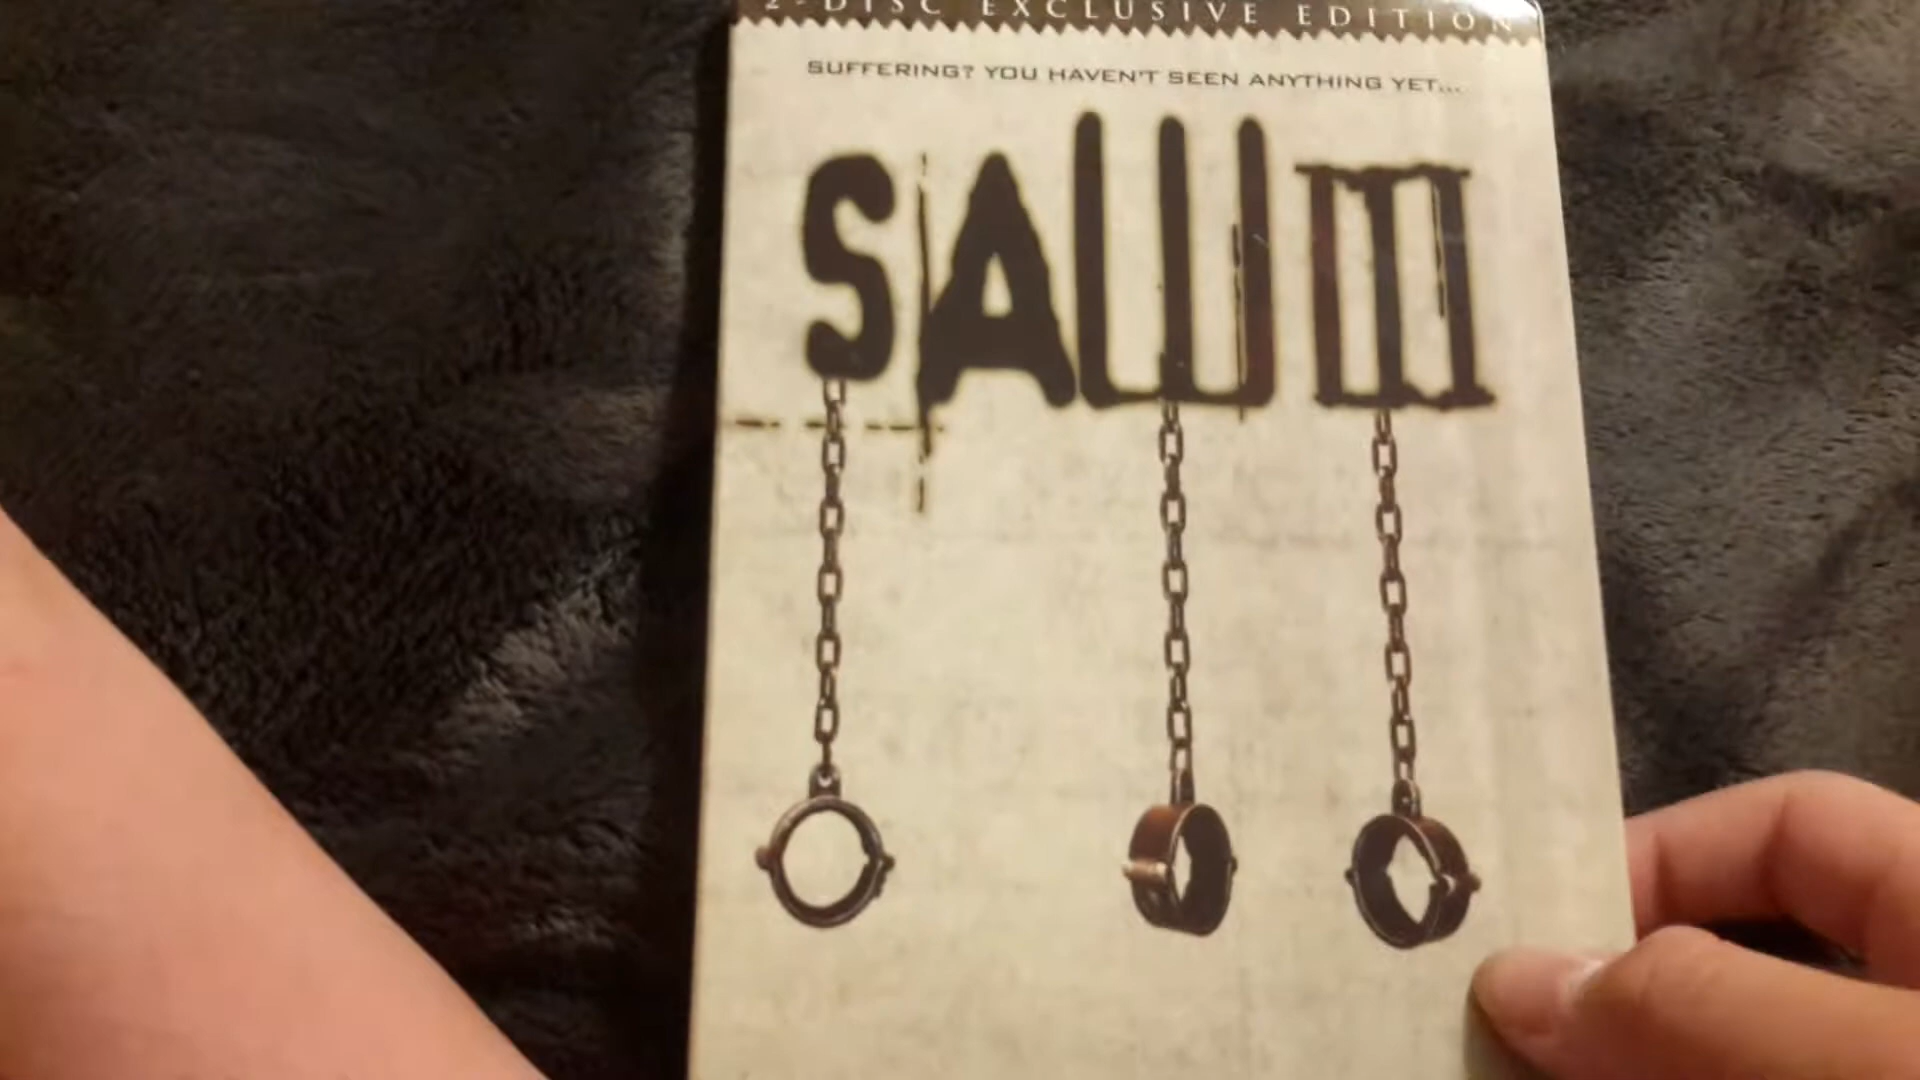 2-DISC EXCLUSIVE EDITION
SUFFERING? YOU HAVEN'T SEEN ANYTHING YET...
SAW III